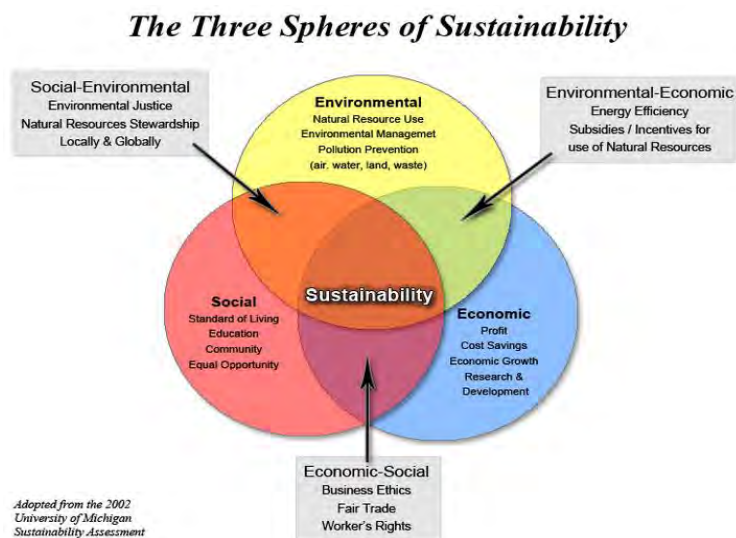 The Three Spheres of Sustainability
Social-Environmental
Environmental Justice
Natural Resources Stewardship
Locally & Globally
Environmental
Natural Resource Use
Environmental Managemet
Pollution Prevention
(air, water, land, waste)
Environmental-Economic
Energy Efficiency
Subsidies / Incentives for
use of Natural Resources
Social
Standard of Living
Education
Community
Equal Opportunity
Sustainability
Economic
Profit
Cost Savings
Economic Growth
Research &
Development
Economic-Social
Business Ethics
Fair Trade
Worker's Rights
Adopted from the 2002
University of Michigan
Sustainability Assessment